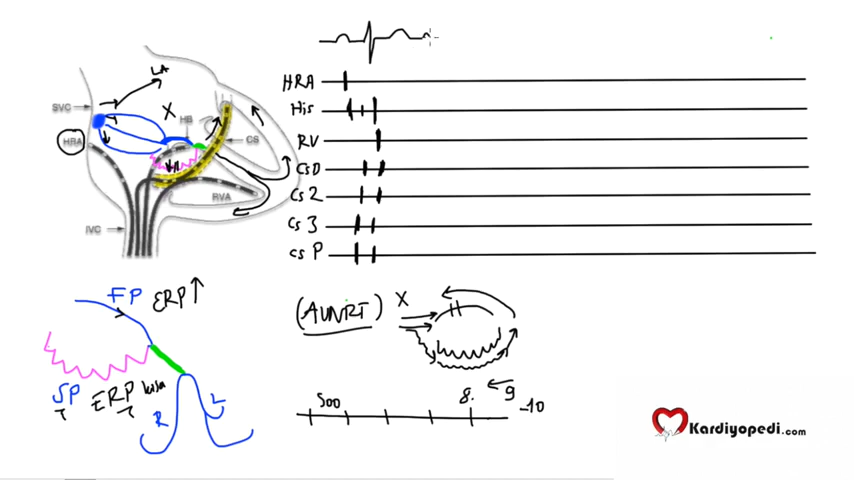 LA
SVC
X
HB
HRA
CS
RVA
IVC
HRA
His
RV
CsD
Cs 2
Cs 3
cs P
FP ERP↑
SP ERP kısa
R L
(AVNRT) X
500 8. 9 -10
Kardiyopedi.com